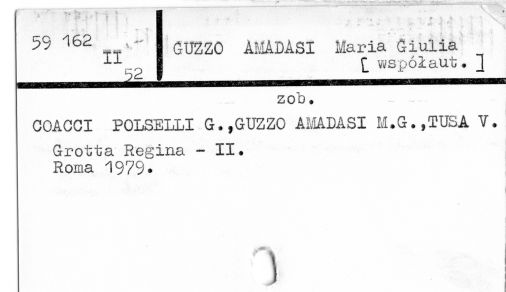 59 162
II
52
GUZZO AMADASI Maria Giulia
[ współaut. ]
zob.
COACCI POLSELLI G.,GUZZO AMADASI M.G.,TUSA V.
Grotta Regina - II.
Roma 1979.